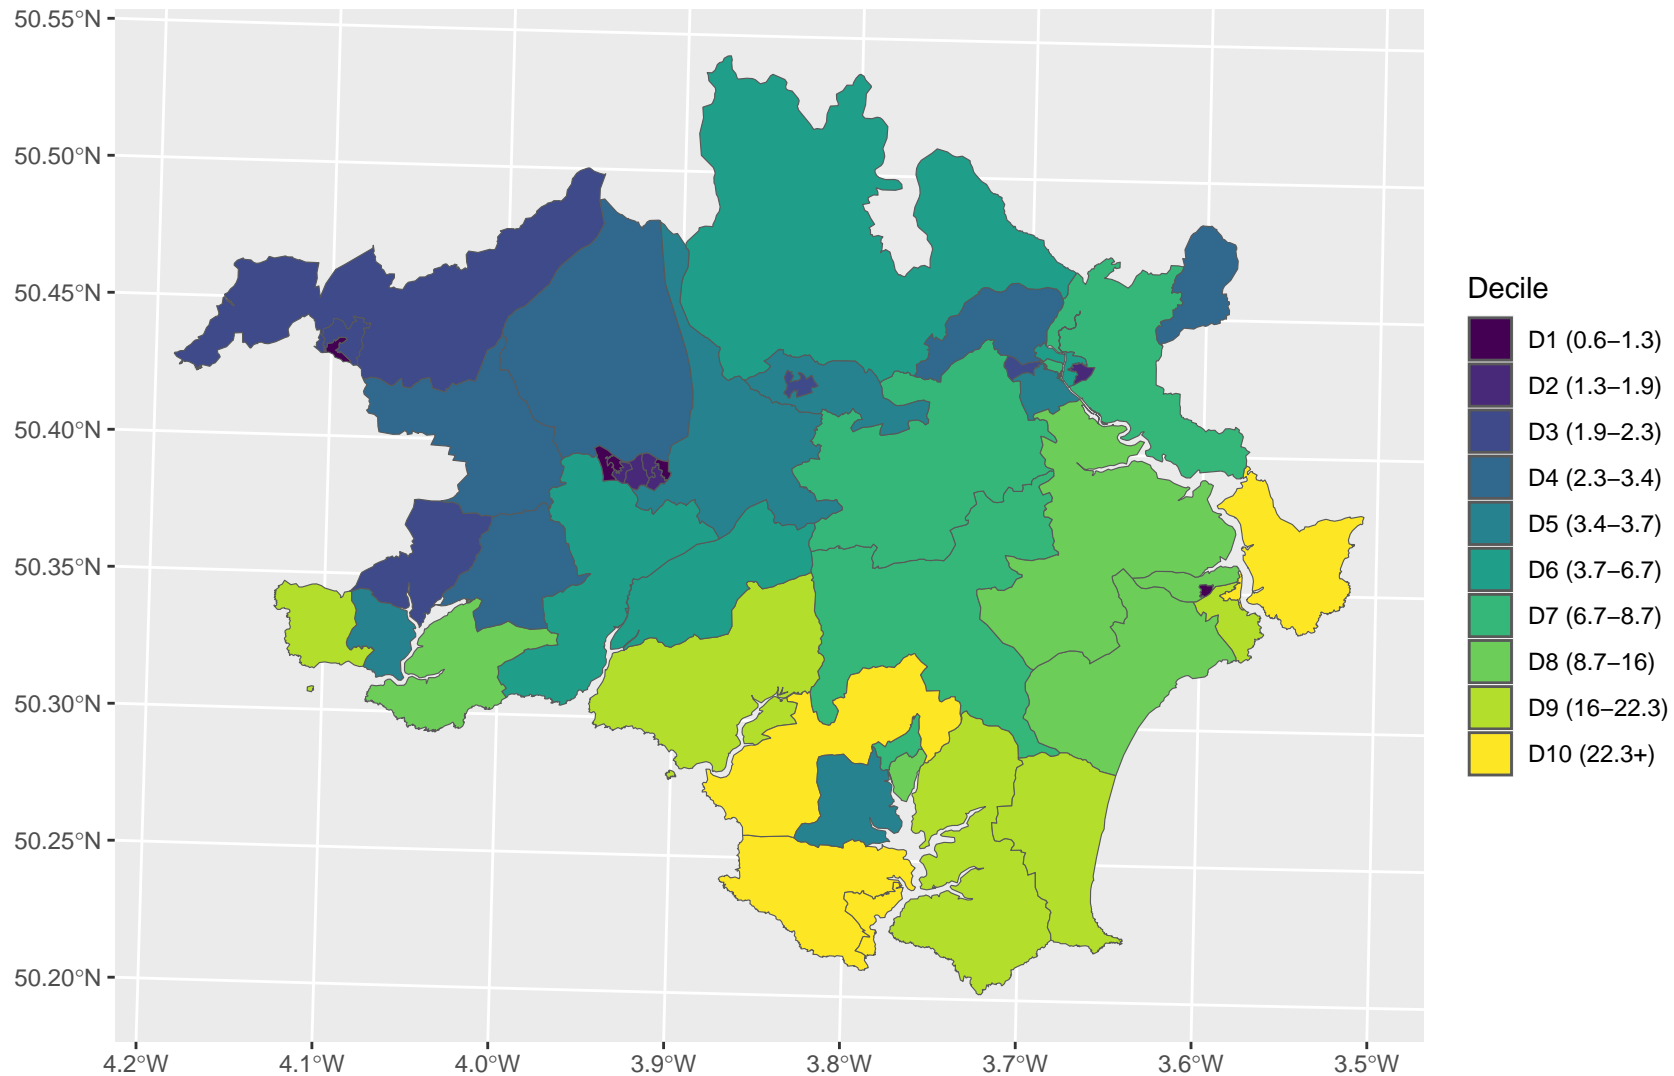 50.55°N
50.50°N
50.45°N
50.40°N
50.35°N
50.30°N
50.25°N
50.20°N
4.2°W 4.1°W 4.0°W 3.9°W 3.8°W 3.7°W 3.6°W 3.5°W
Decile
D1 (0.6–1.3)
D2 (1.3–1.9)
D3 (1.9–2.3)
D4 (2.3–3.4)
D5 (3.4–3.7)
D6 (3.7–6.7)
D7 (6.7–8.7)
D8 (8.7–16)
D9 (16–22.3)
D10 (22.3+)